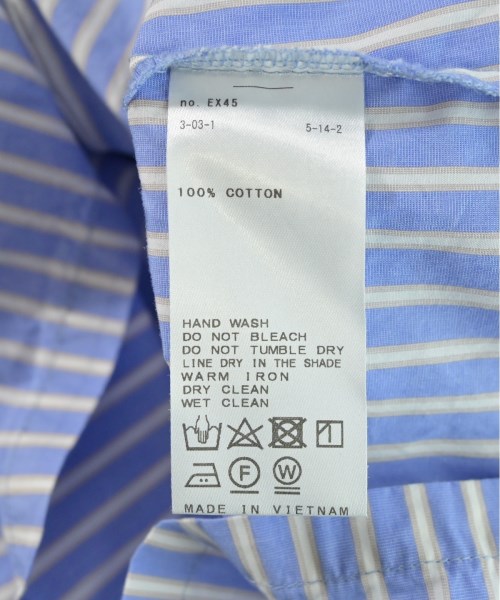 no. EX45
3-03-1 5-14-2
100% COTTON
HAND WASH
DO NOT BLEACH
DO NOT TUMBLE DRY
LINE DRY IN THE SHADE
WARM IRON
DRY CLEAN
WET CLEAN
F W
MADE IN VIETNAM